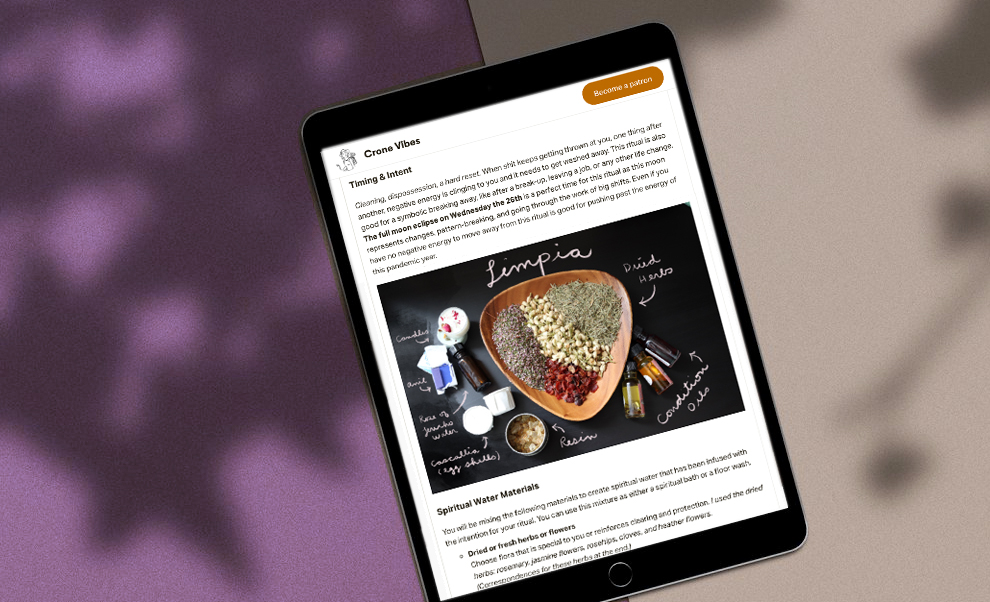 Become a patron
Crone Vibes
Timing & Intent
Cleaning, dispossession, a hard reset. When shit keeps getting thrown at you, one thing after
another, negative energy is clinging to you and it needs to get washed away. This ritual is also
good for a symbolic breaking away, like after a break-up, leaving a job, or any other life change.
The full moon eclipse on Wednesday the 26th is a perfect time for this ritual as this moon
represents changes, pattern-breaking, and going through the work of big shifts. Even if you
have no negative energy to move away from this ritual is good for pushing past the energy of
this pandemic year.
Limpia
Dried
Herbs
Candles
anil
Rose of
jericho
water
Cascallia
(egg shells)
Resin
Condition
Oils
Spiritual Water Materials
You will be mixing the following materials to create spiritual water that has been infused with
the intention for your ritual. You can use this mixture as either a spiritual bath or a floor wash.
Dried or fresh herbs or flowers
Choose flora that is special to you or reinforces clearing and protection. I used the dried
herbs: rosemary, jasmine flowers, rosehips, cloves, and heather flowers.
(Correspondences for these herbs at the end.)